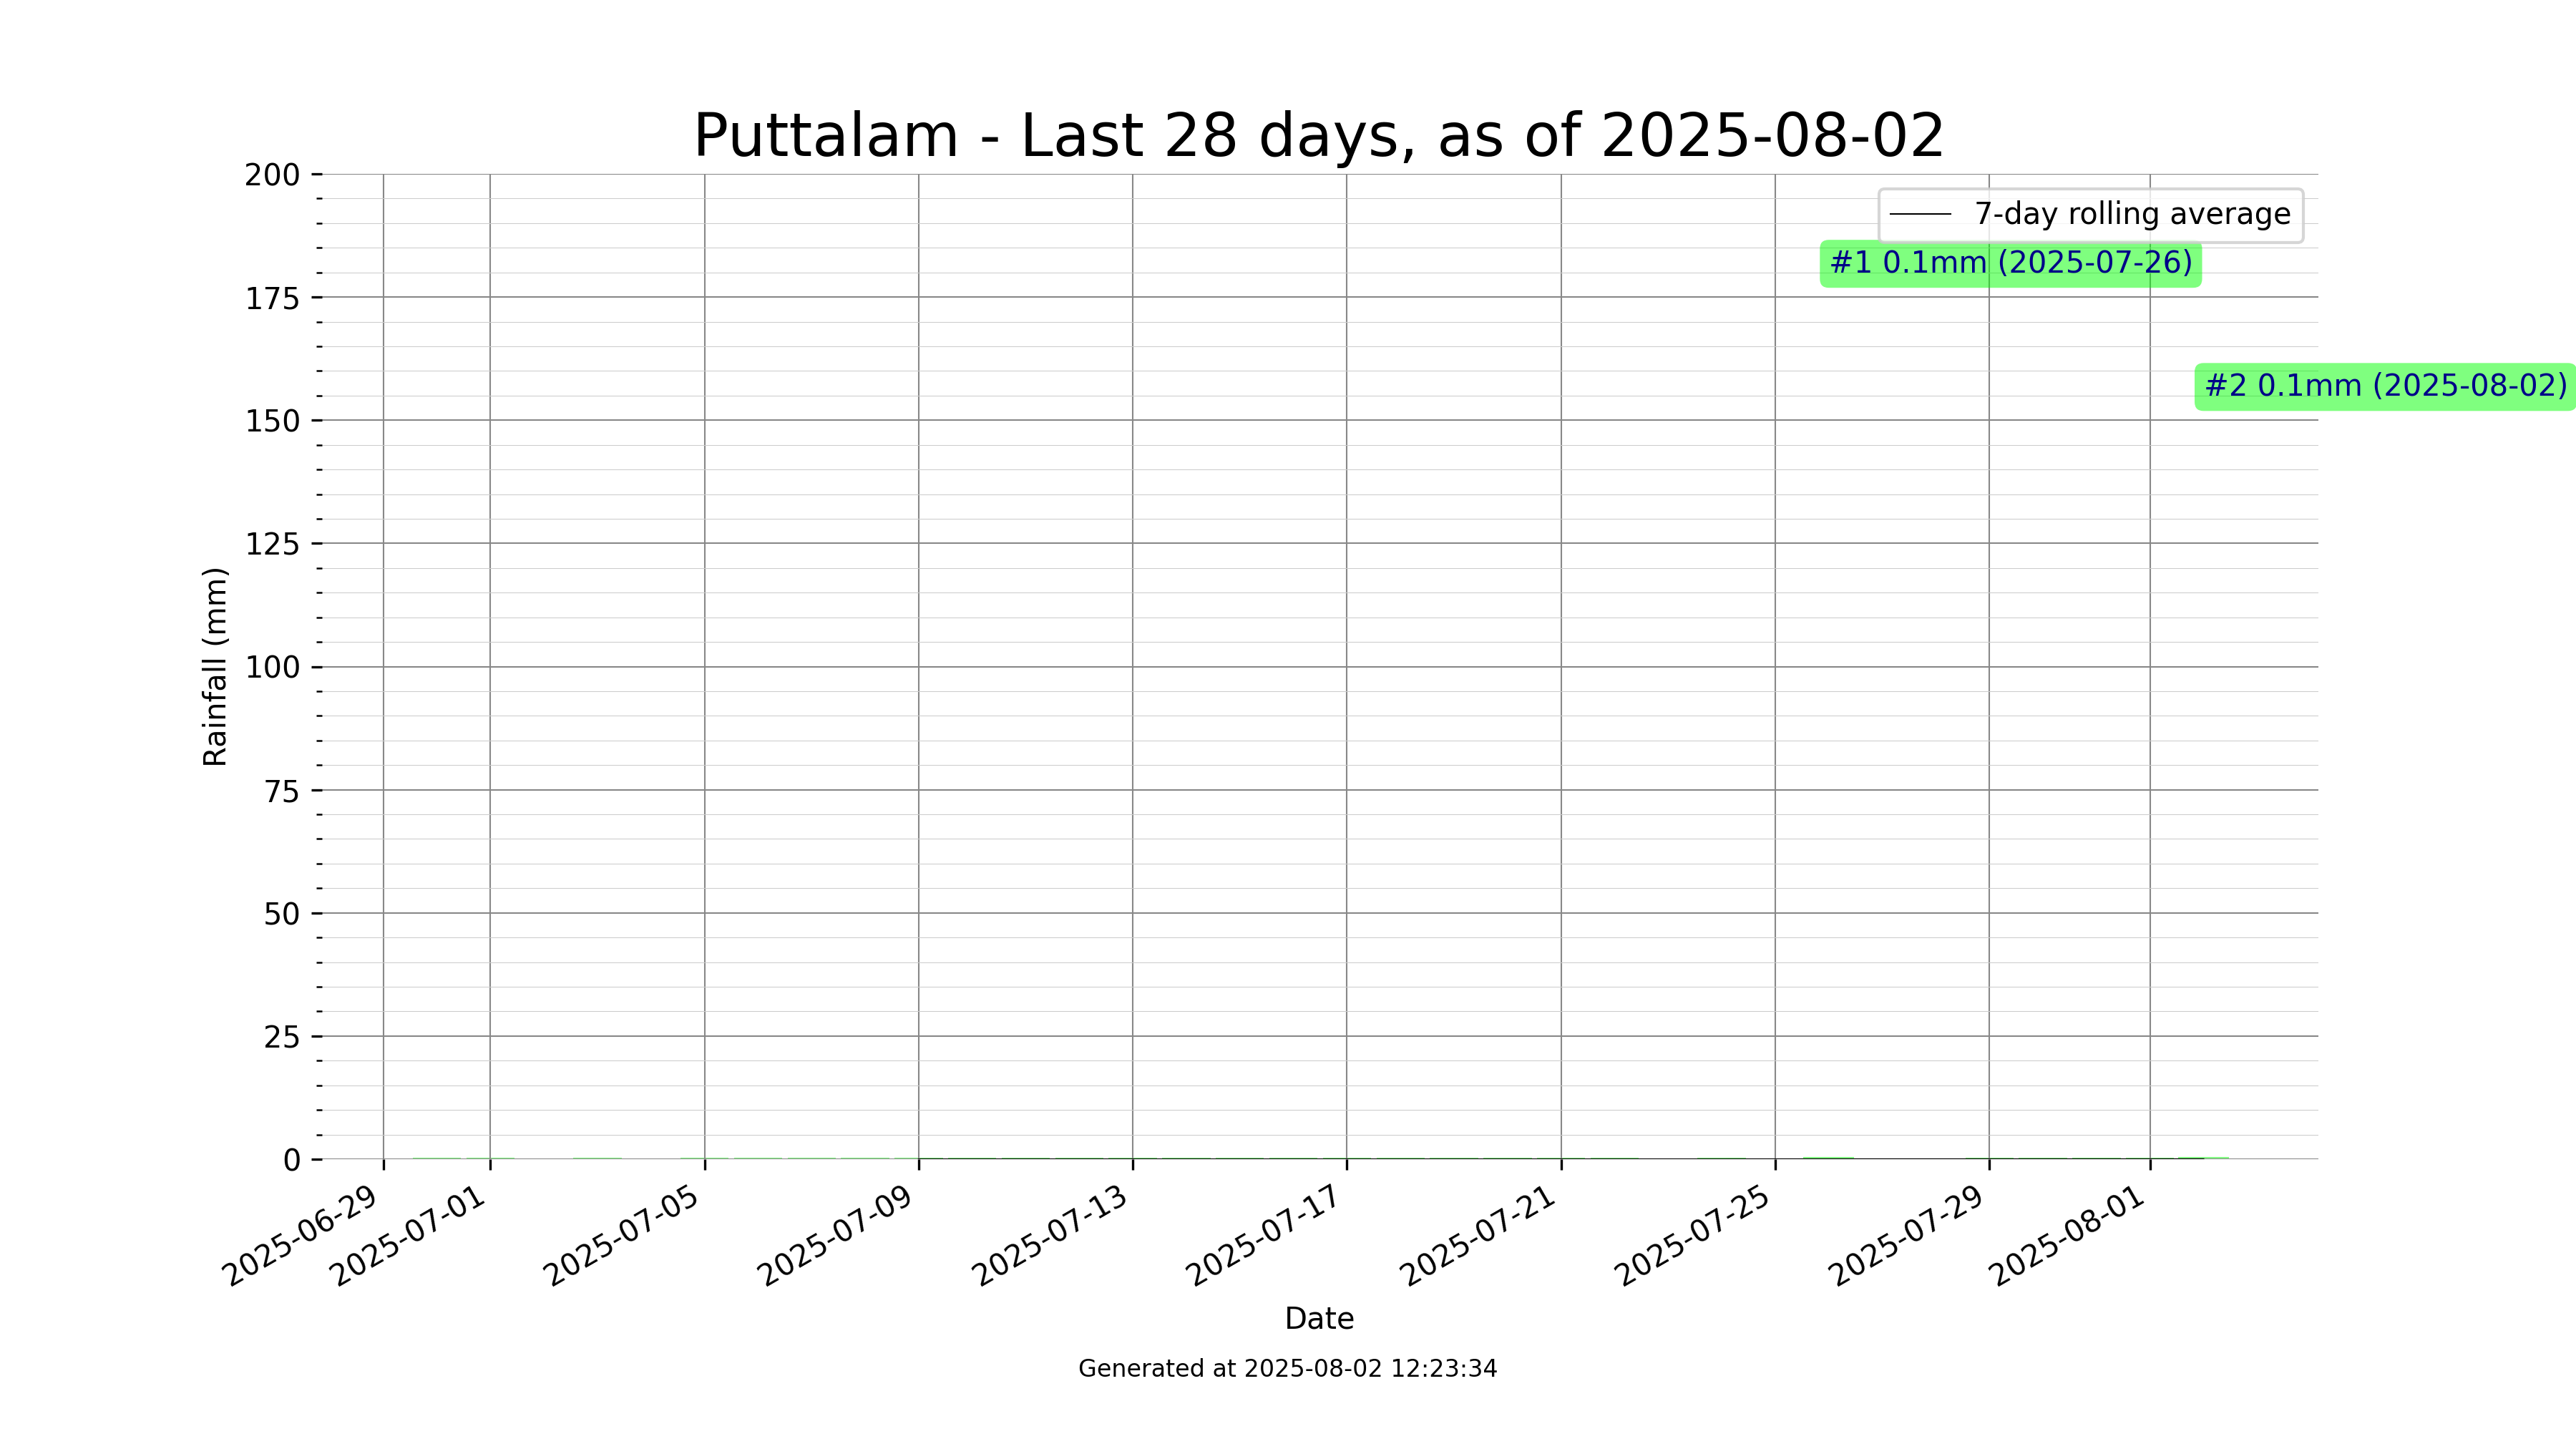 Puttalam - Last 28 days, as of 2025-08-02
7-day rolling average
#1 0.1mm (2025-07-26)
#2 0.1mm (2025-08-02)
Rainfall (mm)
200
175
150
125
100
75
50
25
0
2025-06-29
2025-07-01
2025-07-05
2025-07-09
2025-07-13
2025-07-17
2025-07-21
2025-07-25
2025-07-29
2025-08-01
Date
Generated at 2025-08-02 12:23:34